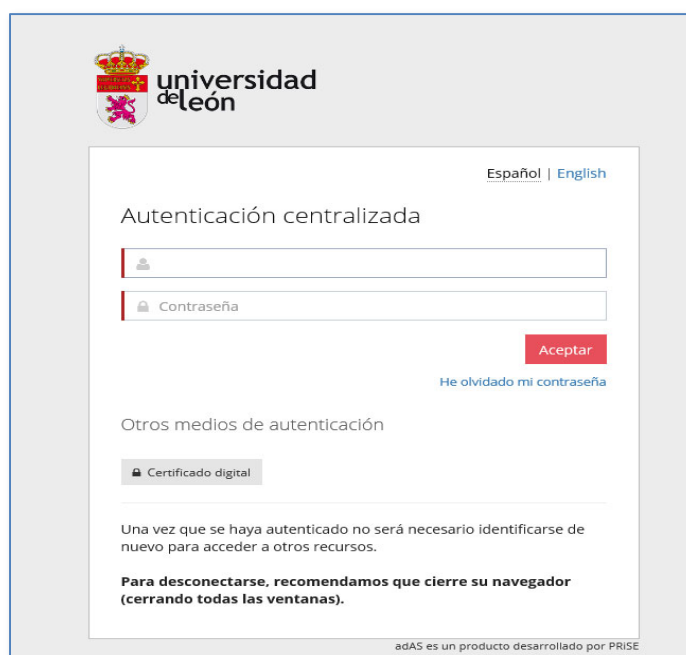 universidad
de león
Español | English
Autenticación centralizada
Contraseña
Aceptar
He olvidado mi contraseña
Otros medios de autenticación
Certificado digital
Una vez que se haya autenticado no será necesario identificarse de
nuevo para acceder a otros recursos.
Para desconectarse, recomendamos que cierre su navegador
(cerrando todas las ventanas).
adAS es un producto desarrollado por PRiSE